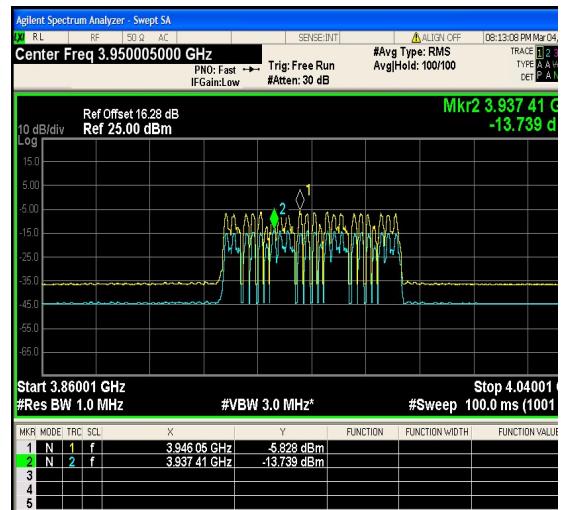 Agilent Spectrum Analyzer - Swept SA
RL RF 50 Ω AC SENSE:INT ALIGN OFF 08:13:08 PM Mar 04,
Center Freq 3.950005000 GHz #Avg Type: RMS TRACE 1 2 3
PNO: Fast Trig: Free Run Avg|Hold: 100/100 TYPE A A
IFGain:Low #Atten: 30 dB DET P A N
Mkr2 3.937 41 G
Ref Offset 16.28 dB
10 dB/div Ref 25.00 dBm -13.739 d
Log
15.0
5.00
1
-5.00
2
-15.0
-25.0
-35.0
-45.0
-55.0
-65.0
Start 3.86001 GHz Stop 4.04001
#Res BW 1.0 MHz #VBW 3.0 MHz* #Sweep 100.0 ms (1001
MKR MODE TRC SCL X Y FUNCTION FUNCTION WIDTH FUNCTION VALUE
1 N 1 f 3.946 05 GHz -5.828 dBm
2 N 2 f 3.937 41 GHz -13.739 dBm
3
4
5